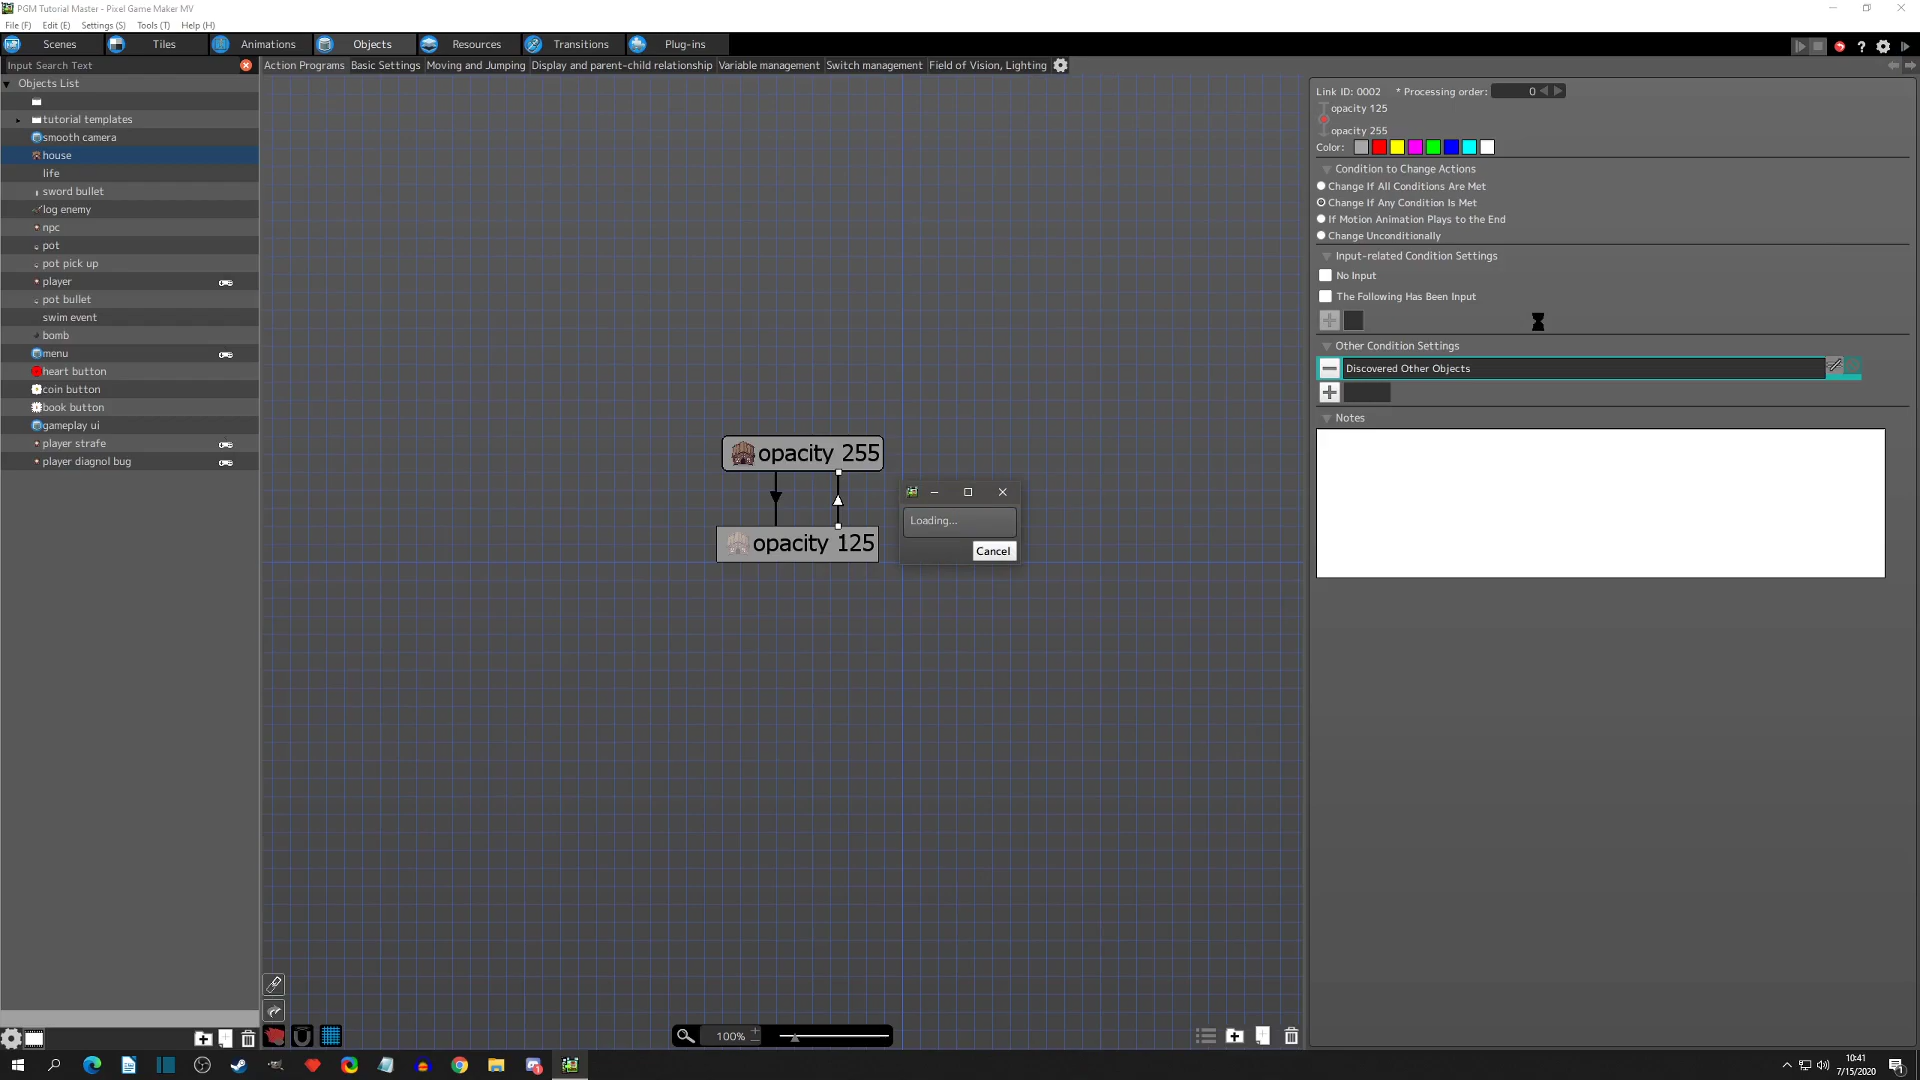 PGM Tutorial Master - Pixel Game Maker MV
File (F) Edit (E) Settings (S) Tools (T) Help (H)
Scenes Tiles Animations Objects Resources Transitions Plug-ins
Input Search Text
Action Programs Basic Settings Moving and Jumping Display and parent-child relationship Variable management Switch management Field of Vision, Lighting
Objects List
tutorial templates
smooth camera
house
life
sword bullet
log enemy
npc
pot
pot pick up
player
pot bullet
swim event
bomb
menu
heart button
coin button
book button
gameplay ui
player strafe
player diagnol bug
opacity 255
opacity 125
Loading...
Cancel
100%
Link ID: 0002 * Processing order: 0
opacity 125
opacity 255
Color:
Condition to Change Actions
Change If All Conditions Are Met
Change If Any Condition Is Met
If Motion Animation Plays to the End
Change Unconditionally
Input-related Condition Settings
No Input
The Following Has Been Input
Other Condition Settings
Discovered Other Objects
Notes
10:41
7/15/2020